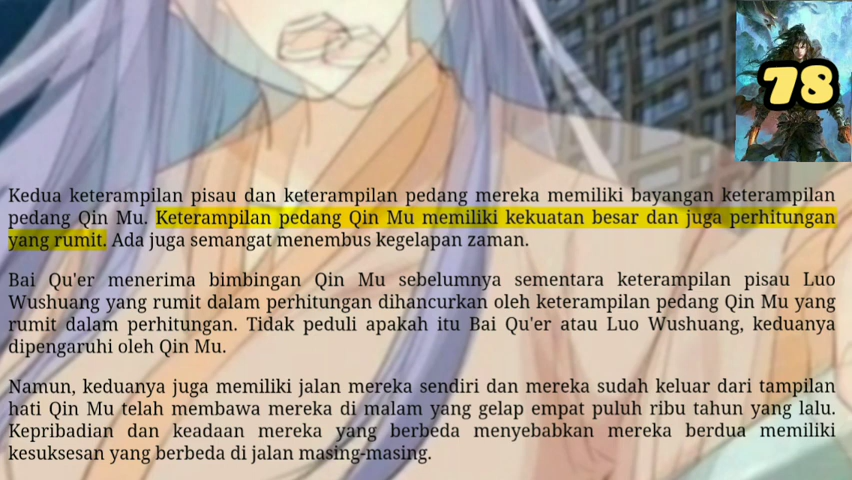 78
Kedua keterampilan pisau dan keterampilan pedang mereka memiliki bayangan keterampilan
pedang Qin Mu. Keterampilan pedang Qin Mu memiliki kekuatan besar dan juga perhitungan
yang rumit. Ada juga semangat menembus kegelapan zaman.
Bai Qu'er menerima bimbingan Qin Mu sebelumnya sementara keterampilan pisau Luo
Wushuang yang rumit dalam perhitungan dihancurkan oleh keterampilan pedang Qin Mu yang
rumit dalam perhitungan. Tidak peduli apakah itu Bai Qu'er atau Luo Wushuang, keduanya
dipengaruhi oleh Qin Mu.
Namun, keduanya juga memiliki jalan mereka sendiri dan mereka sudah keluar dari tampilan
hati Qin Mu telah membawa mereka di malam yang gelap empat puluh ribu tahun yang lalu.
Kepribadian dan keadaan mereka yang berbeda menyebabkan mereka berdua memiliki
kesuksesan yang berbeda di jalan masing-masing.